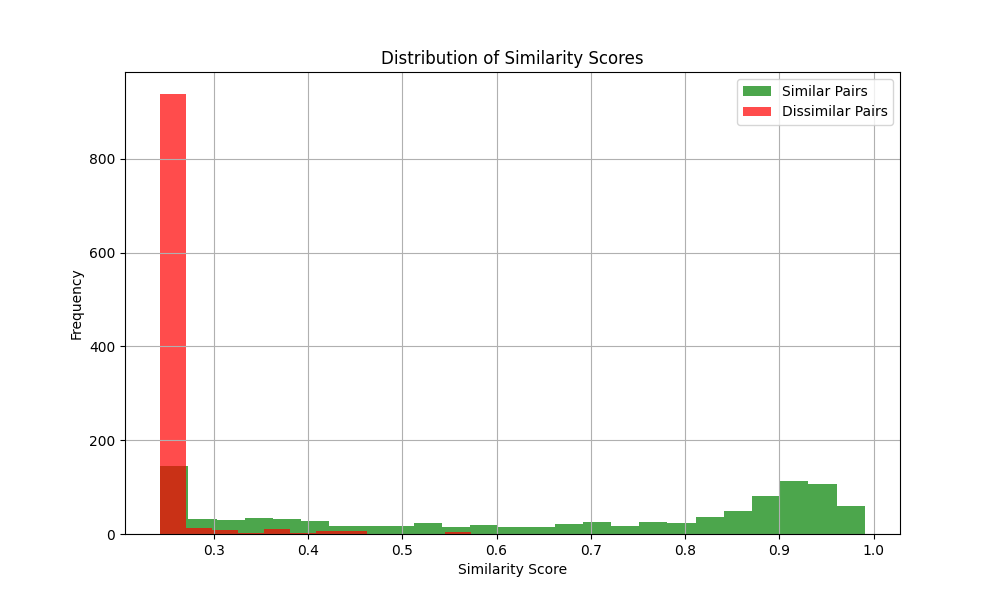 Distribution of Similarity Scores
Similar Pairs
Dissimilar Pairs
Frequency
800
600
400
200
0
0.3 0.4 0.5 0.6 0.7 0.8 0.9 1.0
Similarity Score